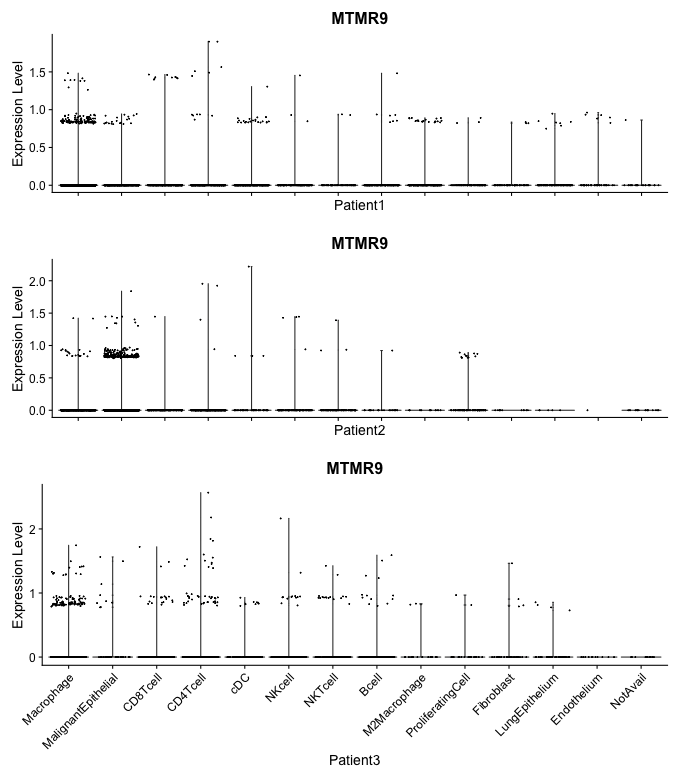 MTMR9
Expression Level
1.5
1.0
0.5
0.0
Patient1
MTMR9
Expression Level
2.0
1.5
1.0
0.5
0.0
Patient2
MTMR9
Expression Level
2
1
0
Macrophage
MalignantEpithelial
CD8Tcell
CD4Tcell
cDC
NKcell
NKTcell
Bcell
M2Macrophage
ProliferatingCell
Fibroblast
LungEpithelium
Endothelium
NotAvail
Patient3